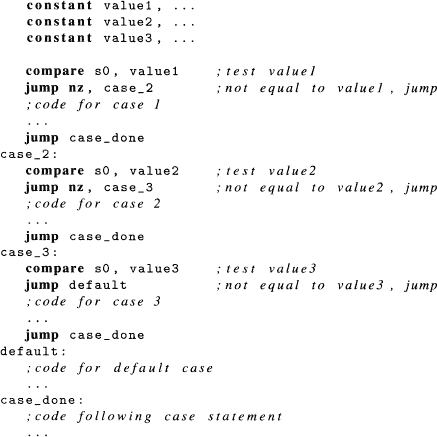 constant value1, ...
constant value2, ...
constant value3, ...
compare s0, value1 ;test value1
jump nz, case_2 ;not equal to value1, jump
;code for case 1
...
jump case_done
case_2:
compare s0, value2 ;test value2
jump nz, case_3 ;not equal to value2, jump
;code for case 2
...
jump case_done
case_3:
compare s0, value3 ;test value3
jump default ;not equal to value3, jump
;code for case 3
...
jump case_done
default:
;code for default case
...
case_done:
;code following case statement
...